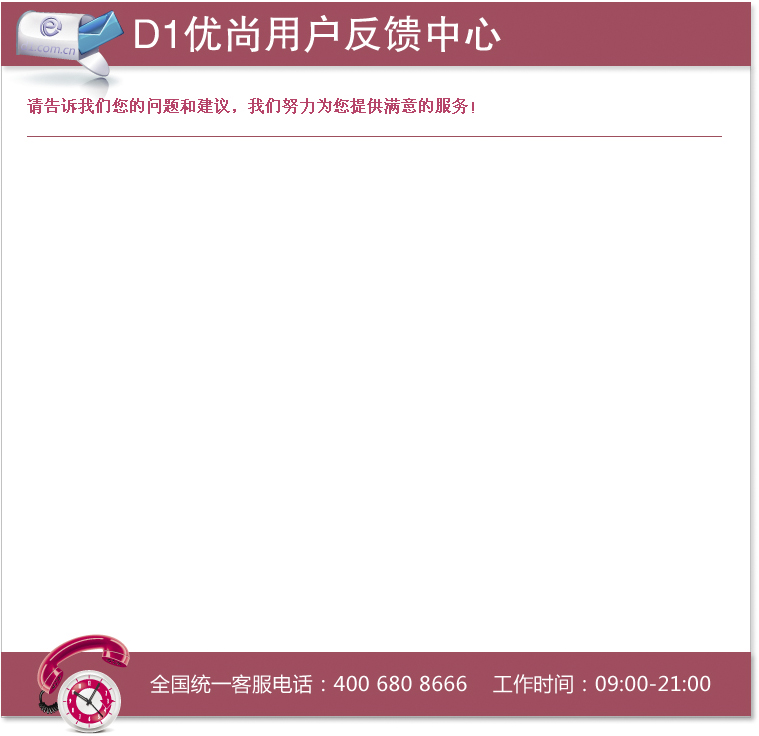 D1优尚用户反馈中心
.com.cn
请告诉我们您的问题和建议，我们努力为您提供满意的服务！
全国统一客服电话：400 680 8666 工作时间：09:00-21:00